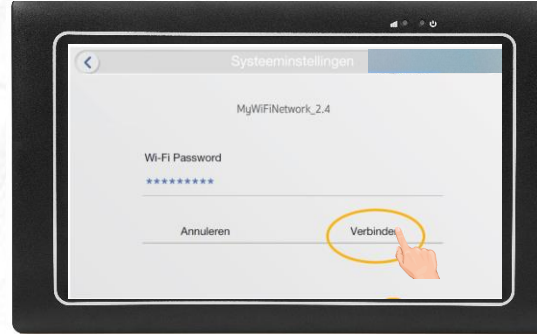 Systeeminstellingen
MyWiFiNetwork_2.4
Wi-Fi Password
*********
Annuleren
Verbinden